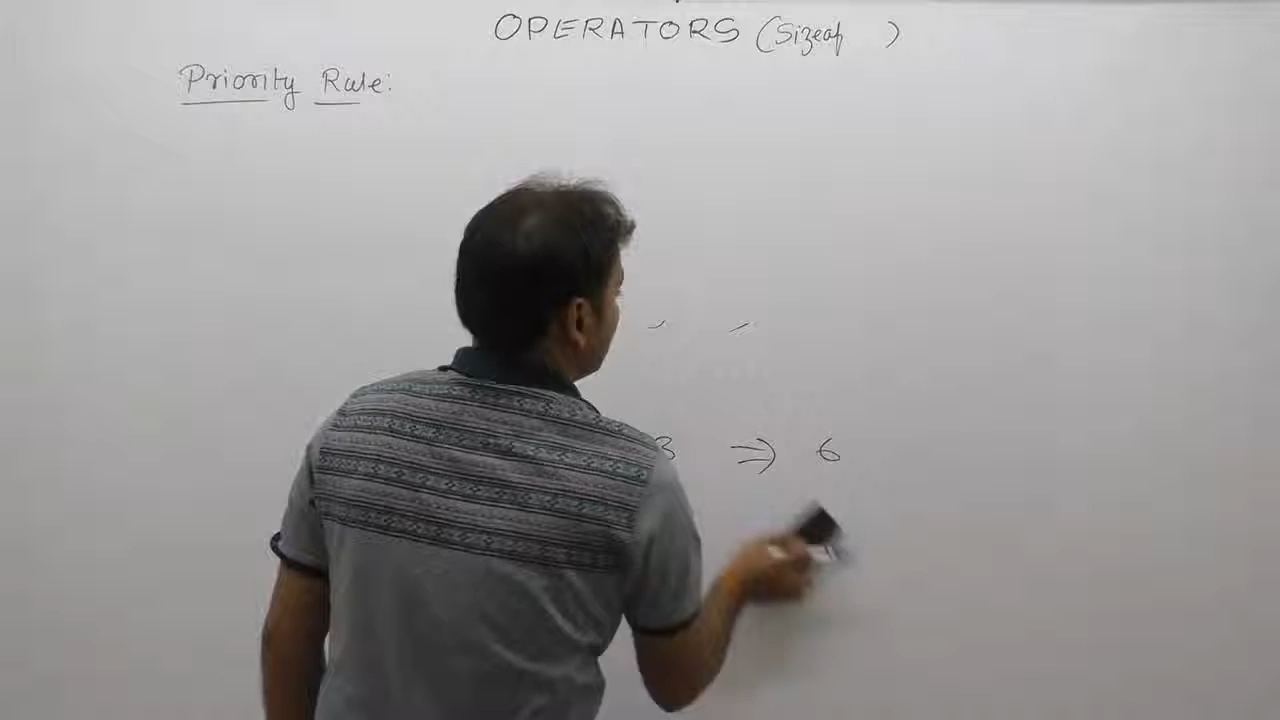 OPERATORS (Sizeof )
Priority Rule:
3 ⇒ 6